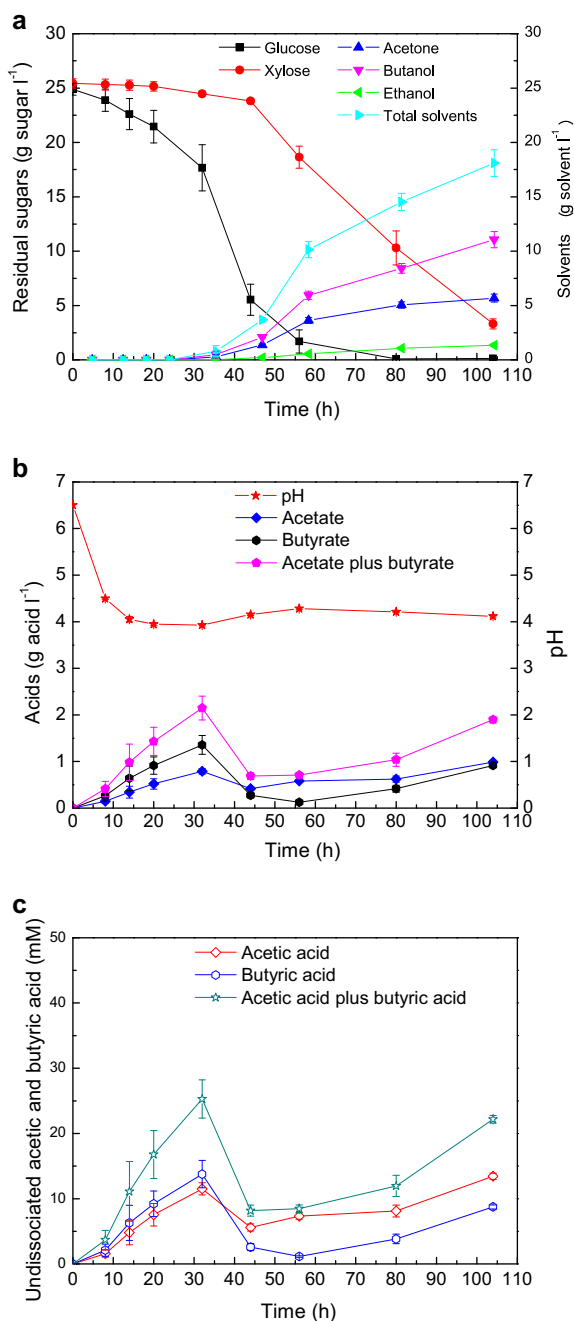 a
Glucose
Xylose
Acetone
Butanol
Ethanol
Total solvents
Residual sugars (g sugar l⁻¹)
Solvents (g solvent l⁻¹)
30
25
20
15
10
5
0
30
25
20
15
10
5
0
0 10 20 30 40 50 60 70 80 90 100 110
Time (h)
b
pH
Acetate
Butyrate
Acetate plus butyrate
Acids (g acid l⁻¹)
pH
7
6
5
4
3
2
1
0
7
6
5
4
3
2
1
0
0 10 20 30 40 50 60 70 80 90 100 110
Time (h)
c
Acetic acid
Butyric acid
Acetic acid plus butyric acid
Undissociated acetic and butyric acid (mM)
50
40
30
20
10
0
0 10 20 30 40 50 60 70 80 90 100 110
Time (h)